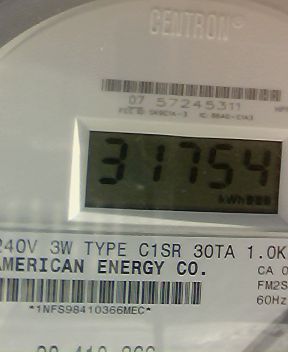 CENTRON®
07 57245311
31754
kWh
240V 3W TYPE C1SR 30TA 1.0K
AMERICAN ENERGY CO.
CA 0
FM2S
60Hz
*1NFS98410366MEC*